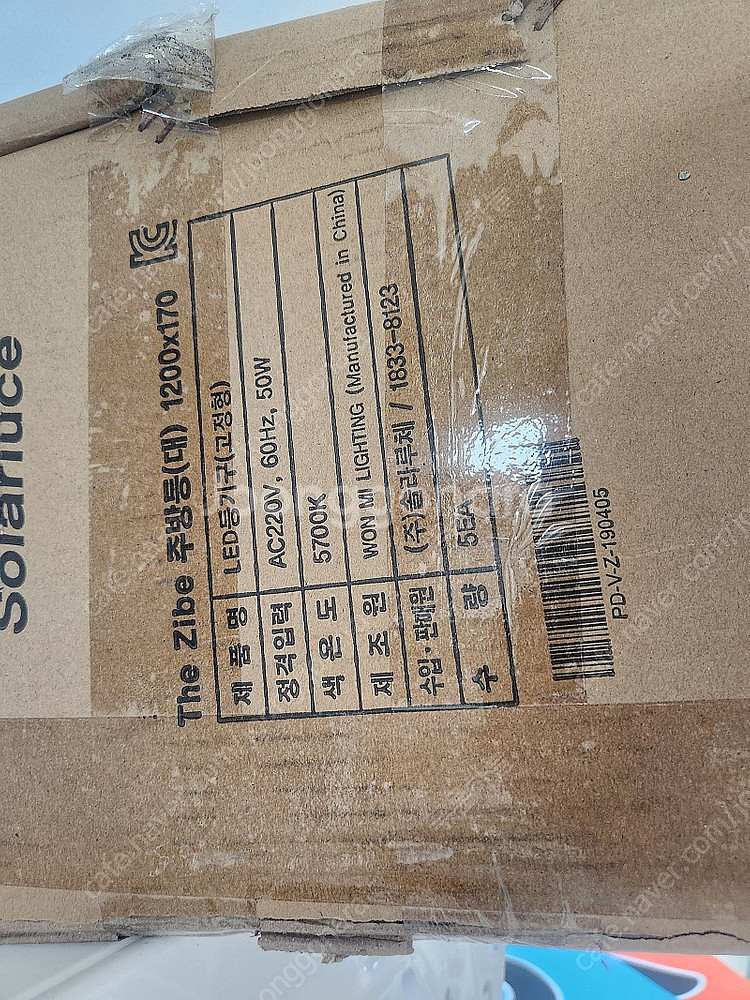 Solarluce
The Zibe 주방등(대) 1200x170
제 품 명 LED등기구(고정형)
정격입력 AC220V, 60Hz, 50W
색 온 도 5700K
제 조 원 WON MI LIGHTING (Manufactured in China)
수입·판매원 (주)솔라루체 / 1833-8123
수 량 5EA
PD-V-Z-190405